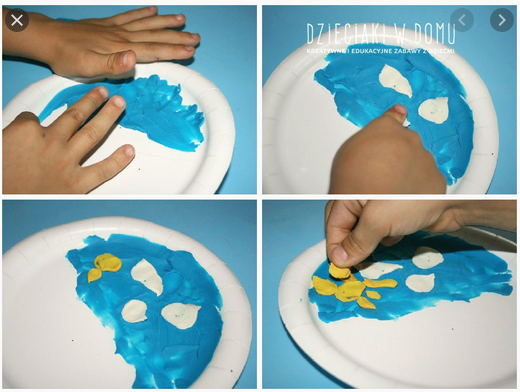 DZIECIAKI W DOMU
KREATYWNE I EDUKACYJNE ZABAWY Z DZIEĆMI